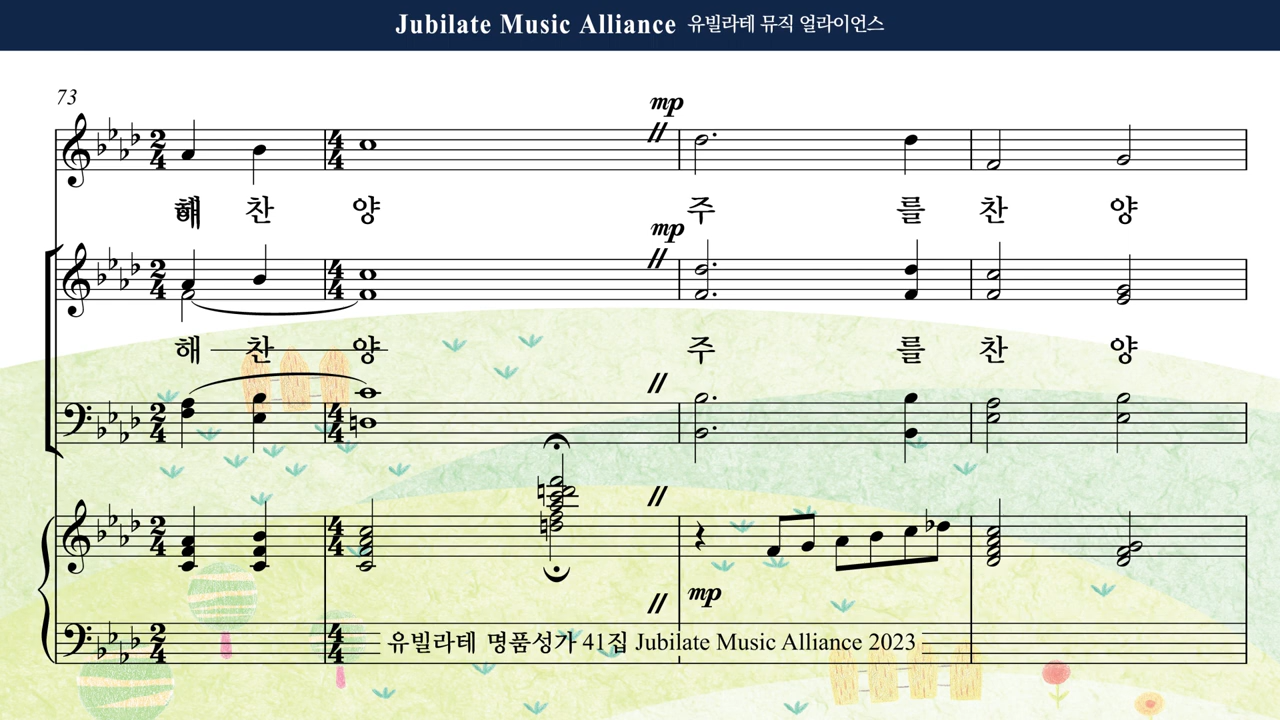 Jubilate Music Alliance 유빌라테 뮤직 얼라이언스
73
mp
해 찬 양 주 를 찬 양
mp
해 찬 양 주 를 찬 양
mp
유빌라테 명품성가 41집 Jubilate Music Alliance 2023